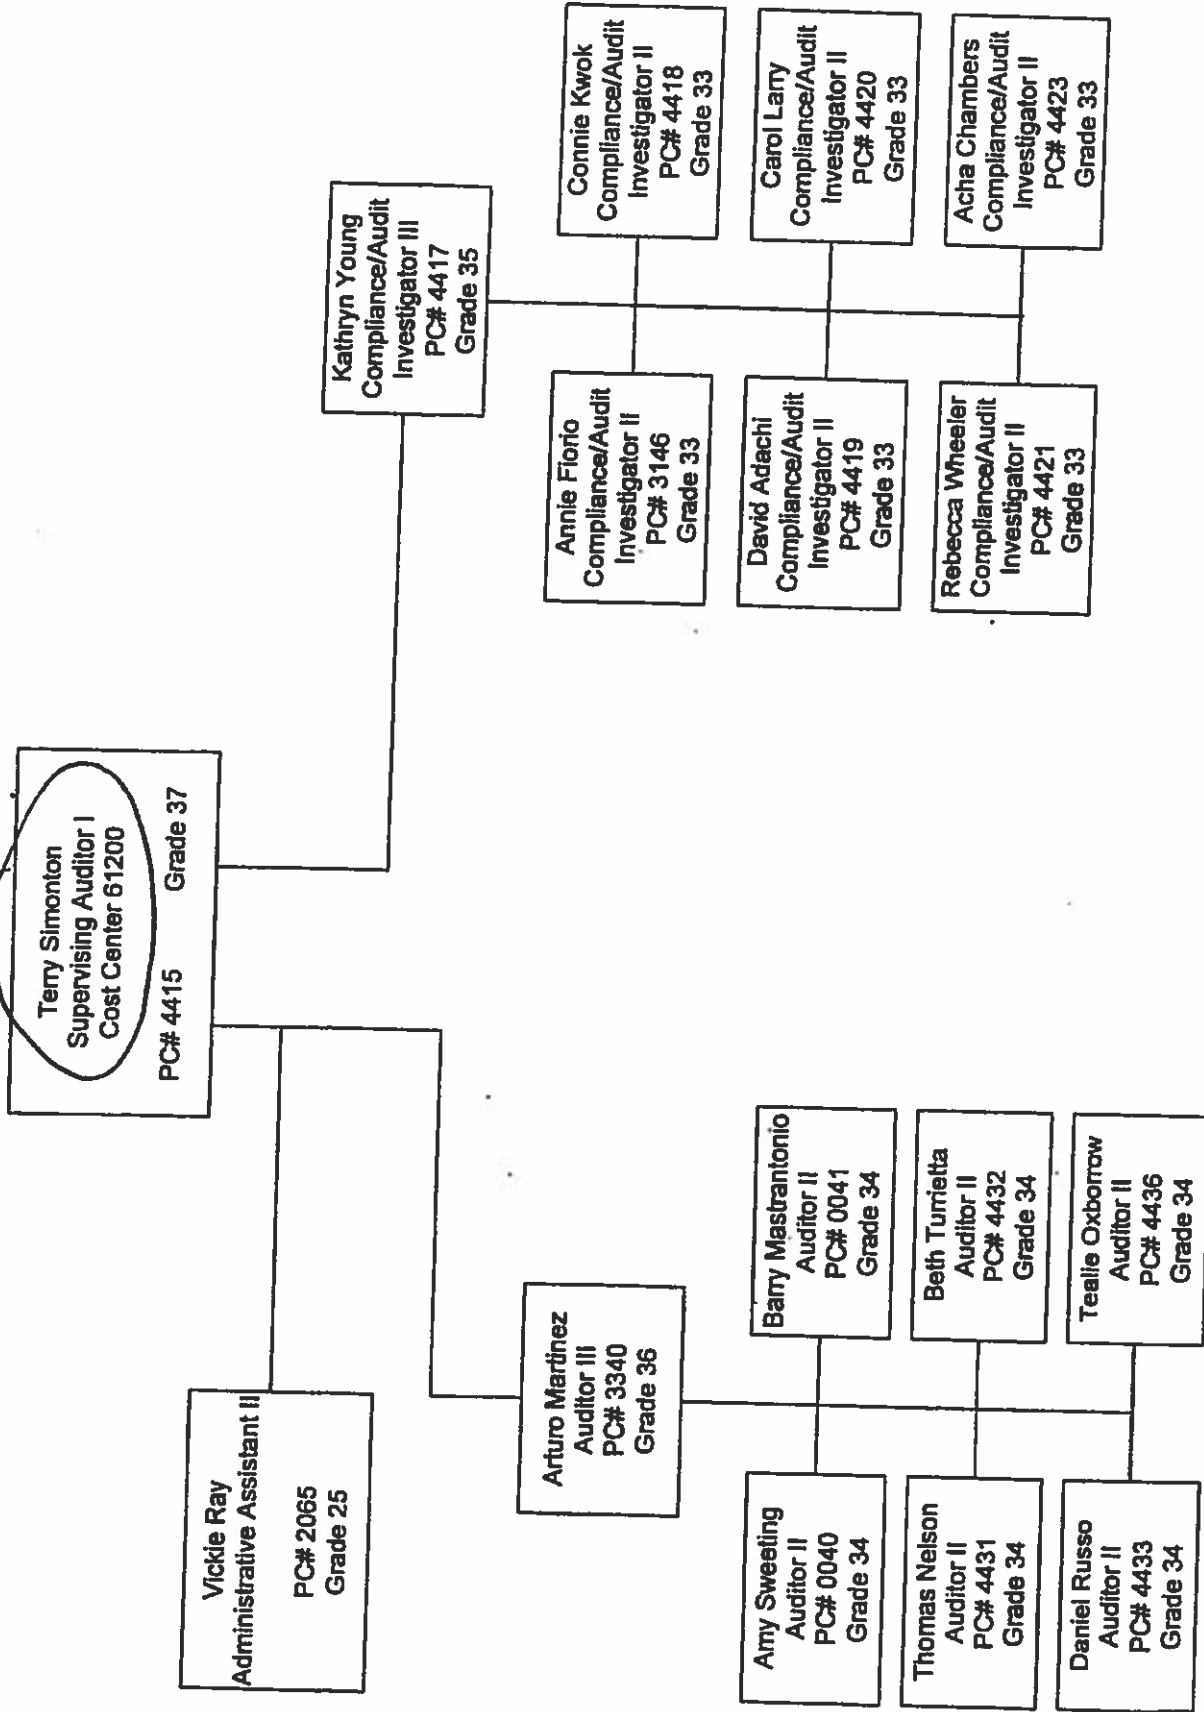 Terry Simonton
Supervising Auditor I
Cost Center 61200
PC# 4415 Grade 37
Vickie Ray
Administrative Assistant II
PC# 2065
Grade 25
Arturo Martinez
Auditor III
PC# 3340
Grade 36
Kathryn Young
Compliance/Audit
Investigator III
PC# 4417
Grade 35
Amy Sweeting
Auditor II
PC# 0040
Grade 34
Barry Mastrantonio
Auditor II
PC# 0041
Grade 34
Thomas Nelson
Auditor II
PC# 4431
Grade 34
Beth Turrietta
Auditor II
PC# 4432
Grade 34
Daniel Russo
Auditor II
PC# 4433
Grade 34
Tealie Oxborrow
Auditor II
PC# 4436
Grade 34
Annie Fiorio
Compliance/Audit
Investigator II
PC# 3146
Grade 33
Connie Kwok
Compliance/Audit
Investigator II
PC# 4418
Grade 33
David Adachi
Compliance/Audit
Investigator II
PC# 4419
Grade 33
Carol Larry
Compliance/Audit
Investigator II
PC# 4420
Grade 33
Rebecca Wheeler
Compliance/Audit
Investigator II
PC# 4421
Grade 33
Acha Chambers
Compliance/Audit
Investigator II
PC# 4423
Grade 33